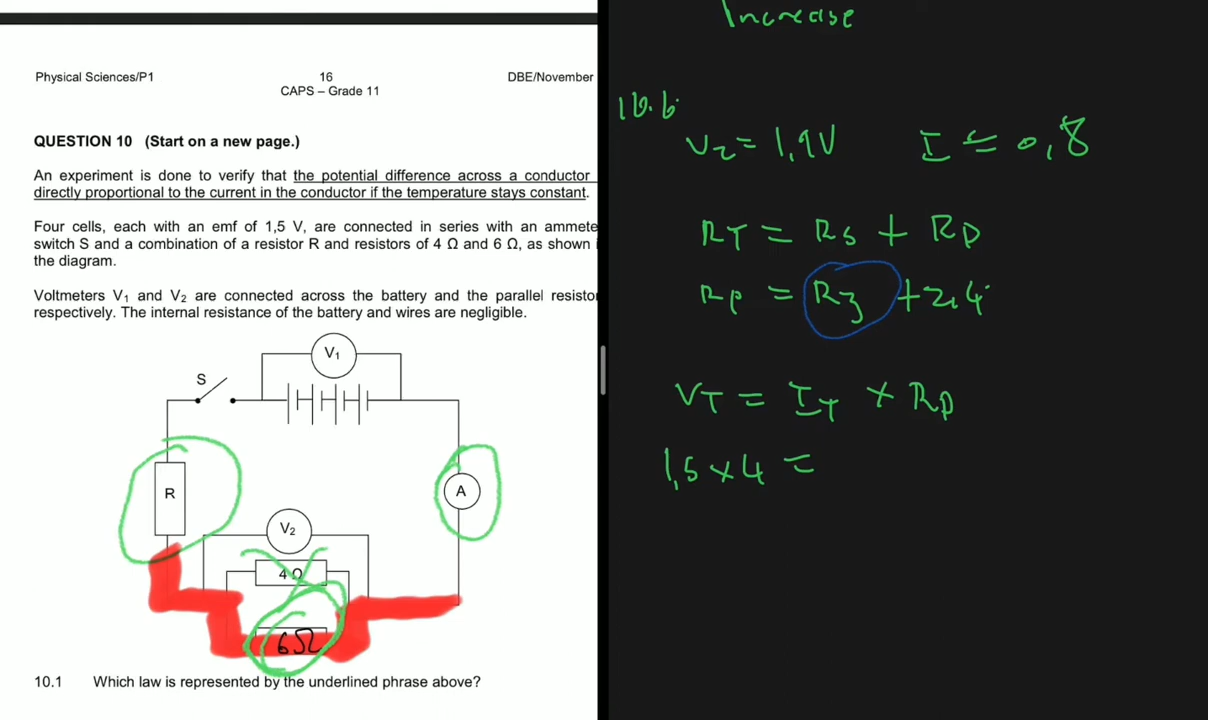 Physical Sciences/P1 16 DBE/November
CAPS – Grade 11
QUESTION 10 (Start on a new page.)
An experiment is done to verify that the potential difference across a conductor
directly proportional to the current in the conductor if the temperature stays constant.
Four cells, each with an emf of 1,5 V, are connected in series with an ammete
switch S and a combination of a resistor R and resistors of 4 Ω and 6 Ω, as shown i
the diagram.
Voltmeters V₁ and V₂ are connected across the battery and the parallel resistor
respectively. The internal resistance of the battery and wires are negligible.
V₁
S
R
A
V₂
4 Ω
6Ω
10.1 Which law is represented by the underlined phrase above?
Increase
10.6
V₂ = 1,9V I = 0,8
RT = RS + RP
RP = R3 + 2,4
VT = IT × RP
1,5 × 4 =